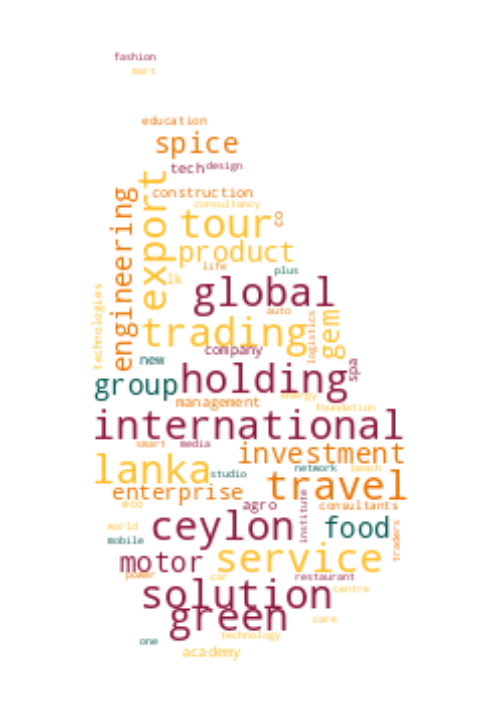 fashion
mart
education
spice
tech design
construction
consultancy
export
engineering
tour
co
product
life
plus
lk
global
technologies
auto
trading
logistics
gem
company
new
spa
group holding
energy
management
foundation
international
smart media
investment
lanka
studio
network beach
travel
enterprise
eco
agro
institute
consultants
world
ceylon
food
mobile
traders
motor
service
power
car
restaurant
solution
centre
green
care
technology
one
academy